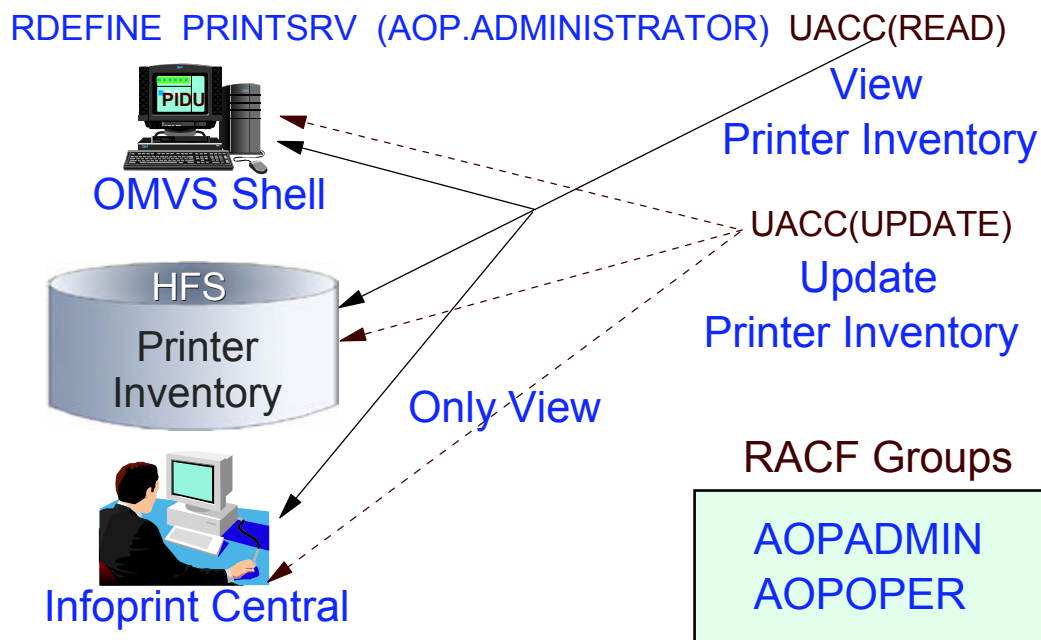 RDEFINE PRINTSRV (AOP.ADMINISTRATOR) UACC(READ)
PIDU
OMVS Shell
View
Printer Inventory
UACC(UPDATE)
Update
Printer Inventory
HFS
Printer
Inventory
Only View
Infoprint Central
RACF Groups
AOPADMIN
AOPOPER